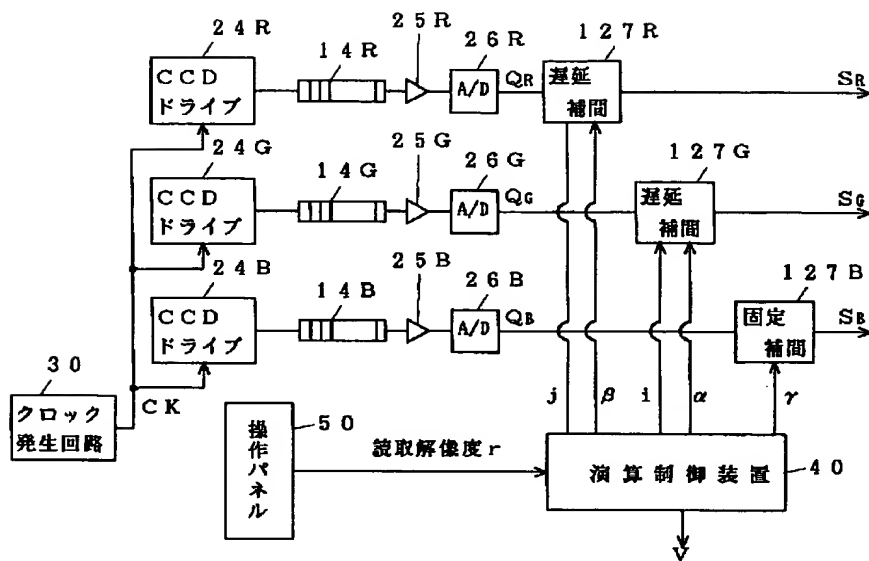 24R
CCD
ドライブ
14R
25R
26R
A/D
QR
127R
遅延
補間
SR
24G
CCD
ドライブ
14G
25G
26G
A/D
QG
127G
遅延
補間
SG
24B
CCD
ドライブ
14B
25B
26B
A/D
QB
127B
固定
補間
SB
30
クロック
発生回路
CK
j
β
i
α
γ
50
操作パネル
読取解像度r
演算制御装置
40
V